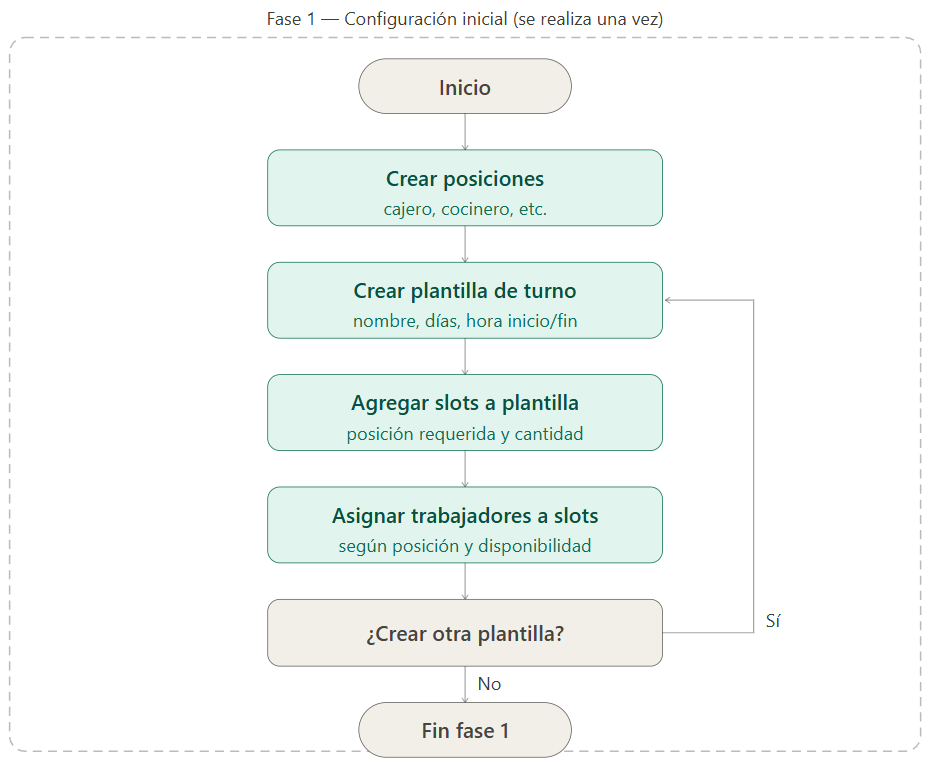 Fase 1 — Configuración inicial (se realiza una vez)
Inicio
Crear posiciones
cajero, cocinero, etc.
Crear plantilla de turno
nombre, días, hora inicio/fin
Agregar slots a plantilla
posición requerida y cantidad
Asignar trabajadores a slots
según posición y disponibilidad
¿Crear otra plantilla?
Sí
No
Fin fase 1